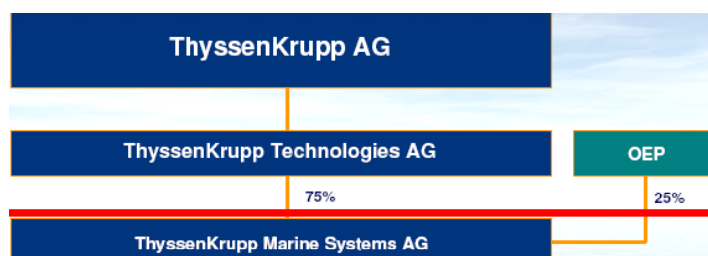 ThyssenKrupp AG
ThyssenKrupp Technologies AG
OEP
75%
25%
ThyssenKrupp Marine Systems AG